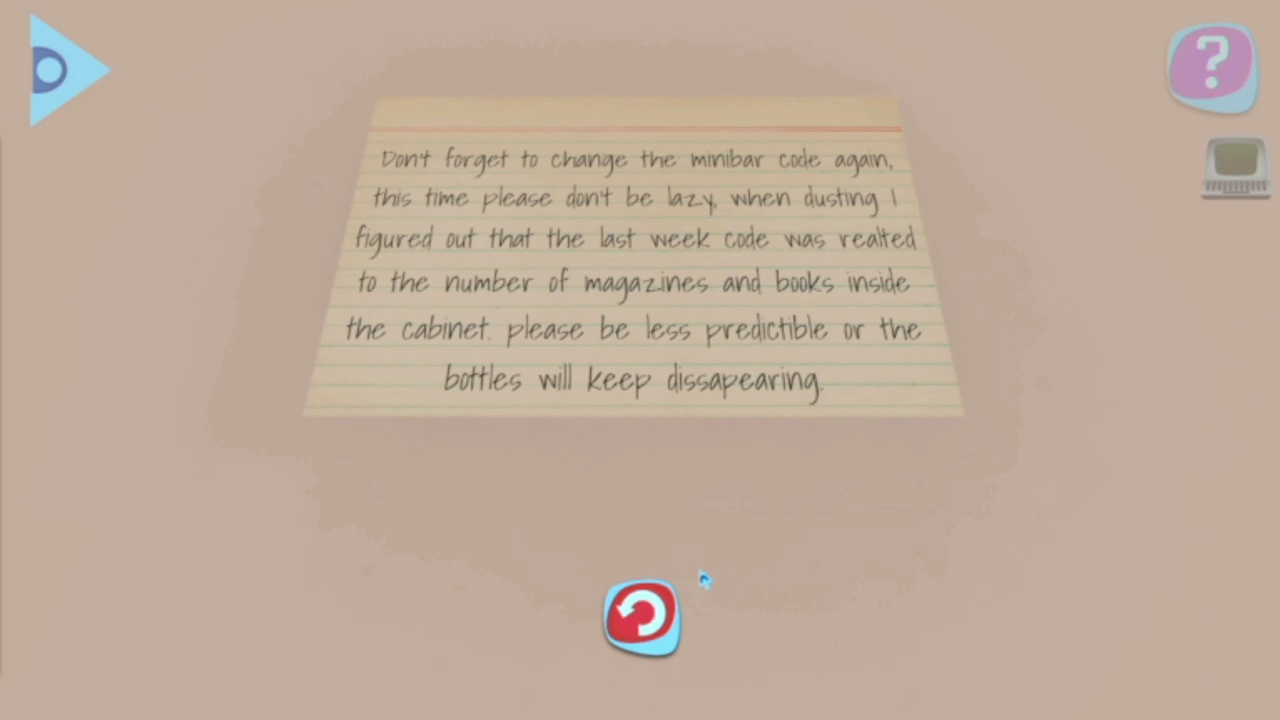 Don't forget to change the minibar code again,
this time please don't be lazy, when dusting I
figured out that the last week code was realted
to the number of magazines and books inside
the cabinet. please be less predictible or the
bottles will keep dissapearing.
?